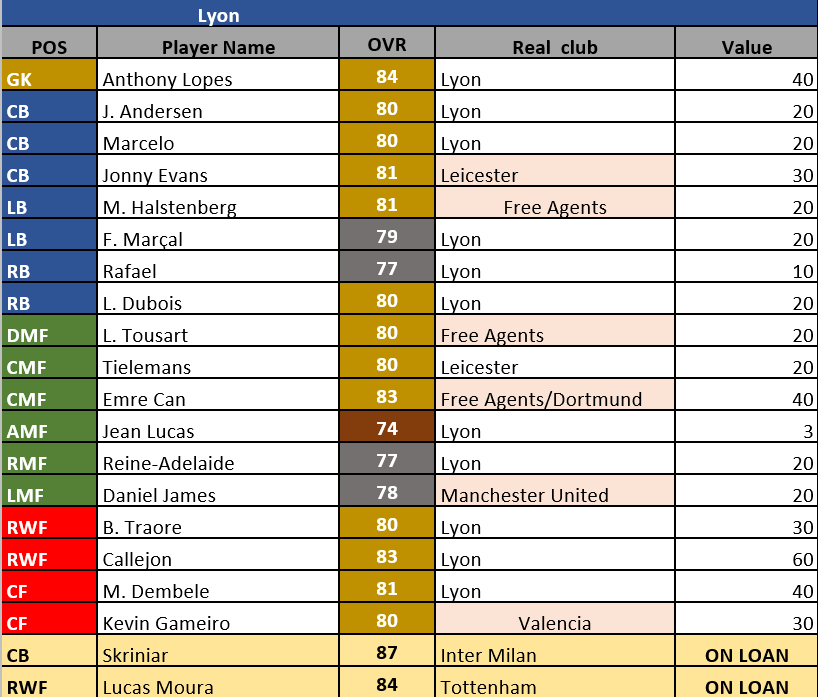 Lyon
POS Player Name OVR Real club Value
GK Anthony Lopes 84 Lyon 40
CB J. Andersen 80 Lyon 20
CB Marcelo 80 Lyon 20
CB Jonny Evans 81 Leicester 30
LB M. Halstenberg 81 Free Agents 20
LB F. Marçal 79 Lyon 20
RB Rafael 77 Lyon 10
RB L. Dubois 80 Lyon 20
DMF L. Tousart 80 Free Agents 20
CMF Tielemans 80 Leicester 20
CMF Emre Can 83 Free Agents/Dortmund 40
AMF Jean Lucas 74 Lyon 3
RMF Reine-Adelaide 77 Lyon 20
LMF Daniel James 78 Manchester United 20
RWF B. Traore 80 Lyon 30
RWF Callejon 83 Lyon 60
CF M. Dembele 81 Lyon 40
CF Kevin Gameiro 80 Valencia 30
CB Skriniar 87 Inter Milan ON LOAN
RWF Lucas Moura 84 Tottenham ON LOAN